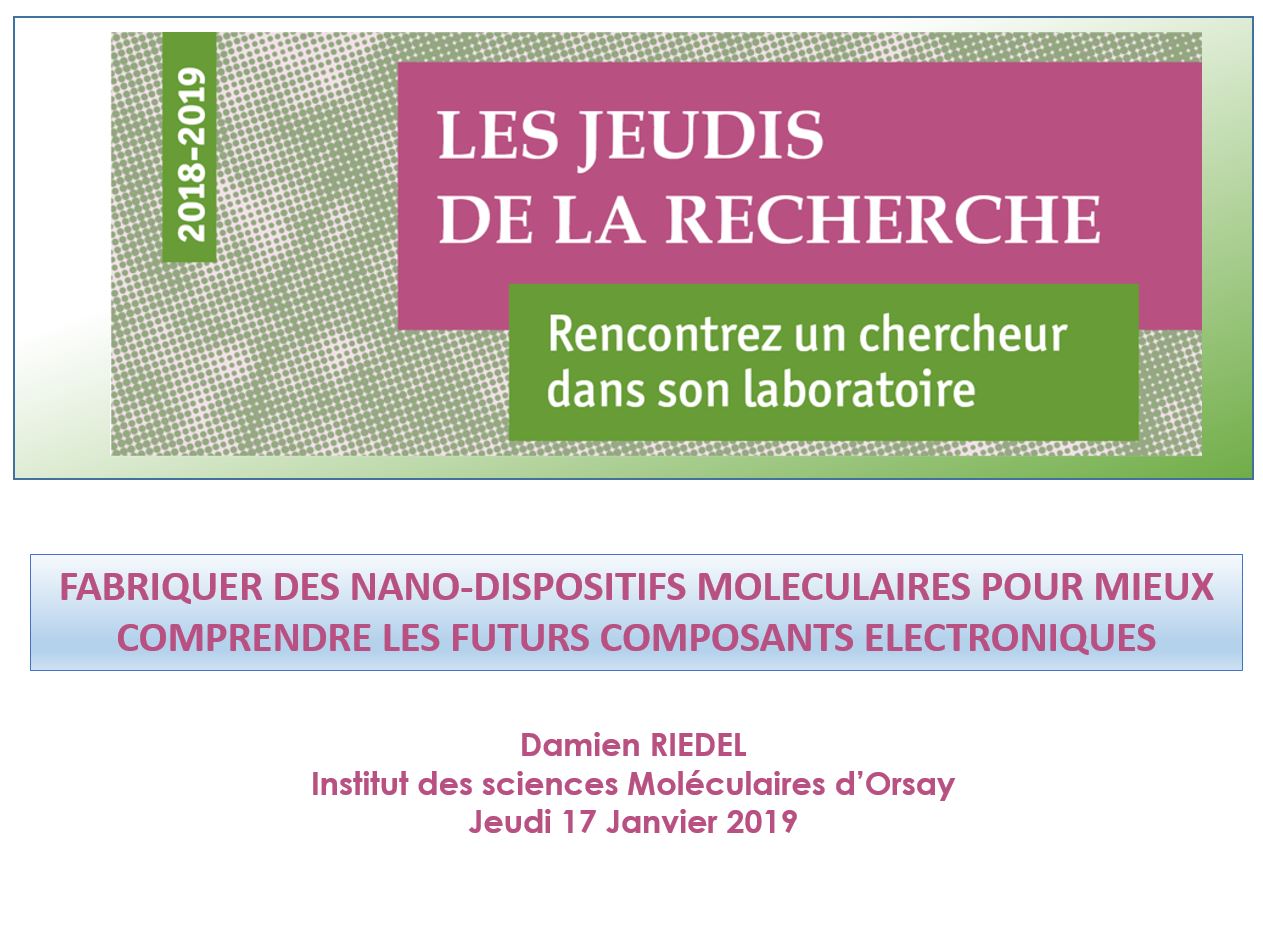 2018-2019
LES JEUDIS
DE LA RECHERCHE
Rencontrez un chercheur
dans son laboratoire
FABRIQUER DES NANO-DISPOSITIFS MOLECULAIRES POUR MIEUX
COMPRENDRE LES FUTURS COMPOSANTS ELECTRONIQUES
Damien RIEDEL
Institut des sciences Moléculaires d’Orsay
Jeudi 17 Janvier 2019